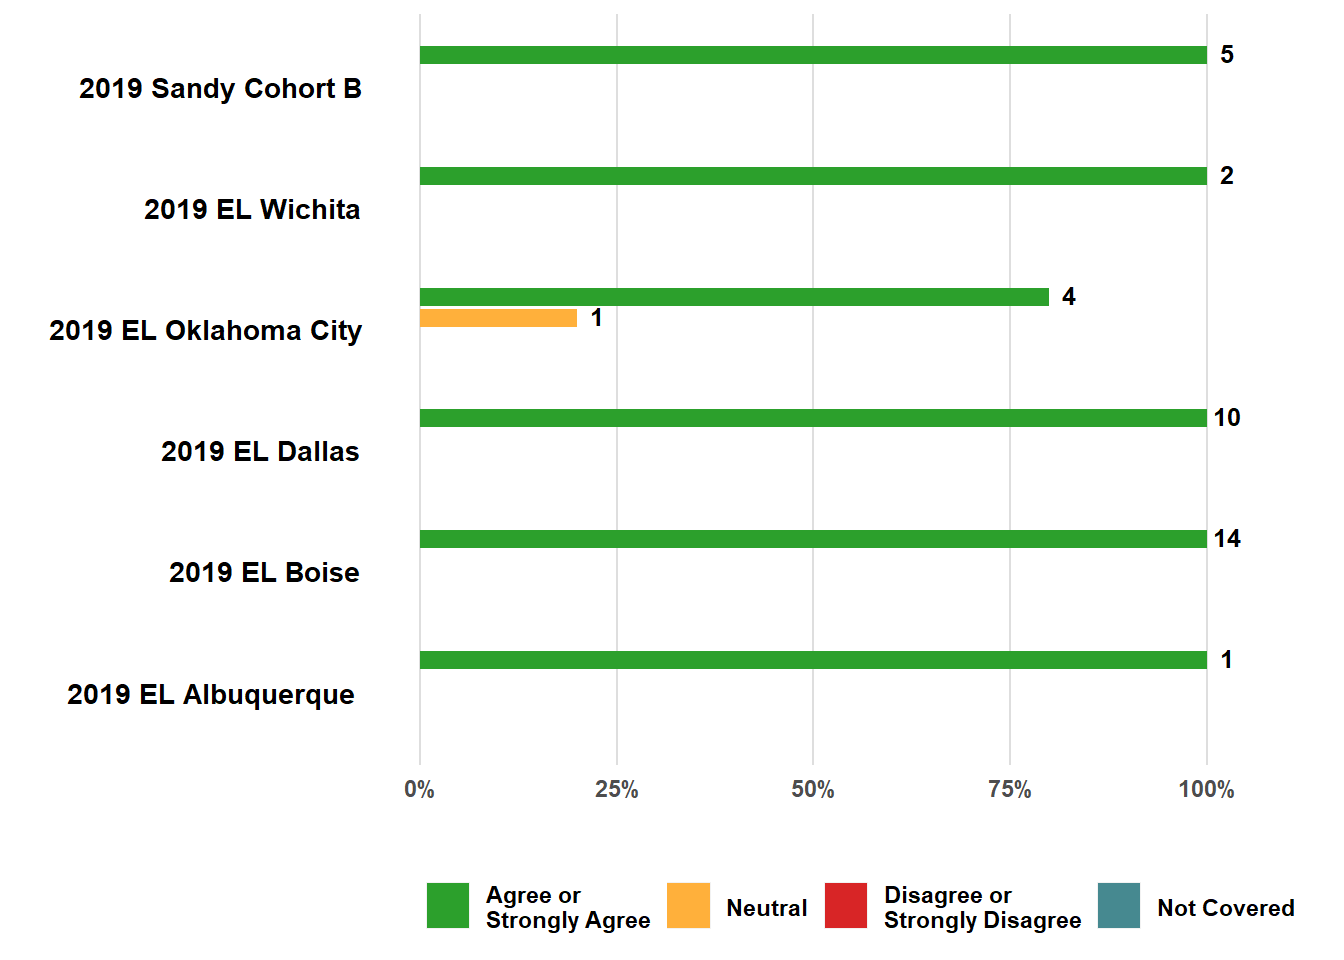 5
2019 Sandy Cohort B
2
2019 EL Wichita
4
1
2019 EL Oklahoma City
10
2019 EL Dallas
14
2019 EL Boise
1
2019 EL Albuquerque
0% 25% 50% 75% 100%
Agree or
Strongly Agree
Neutral
Disagree or
Strongly Disagree
Not Covered